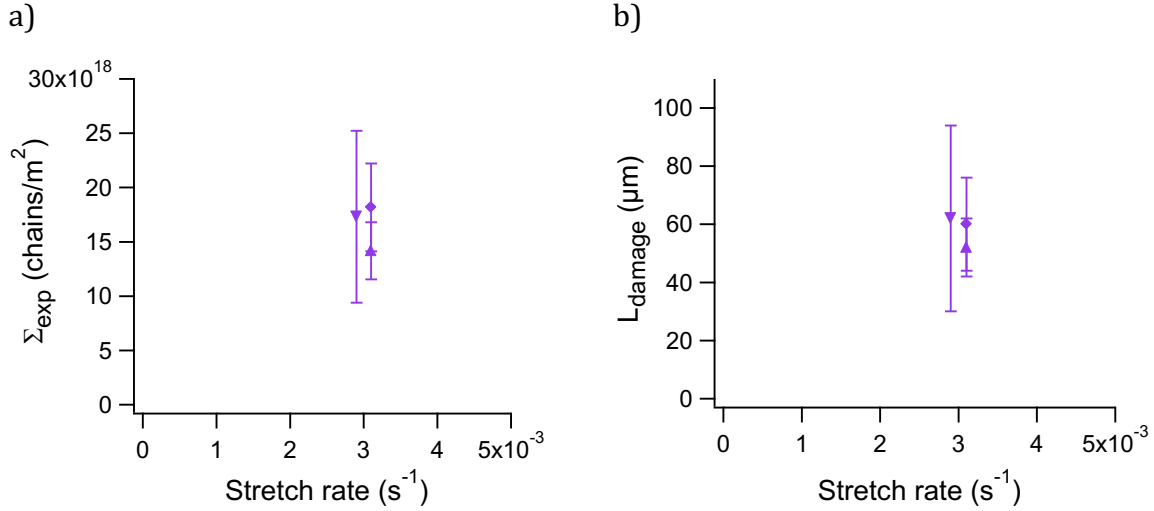 a)
30x10^18
25
20
15
10
5
0
Σexp (chains/m^2)
0 1 2 3 4 5x10^-3
Stretch rate (s^-1)
b)
100
80
60
40
20
0
Ldamage (µm)
0 1 2 3 4 5x10^-3
Stretch rate (s^-1)